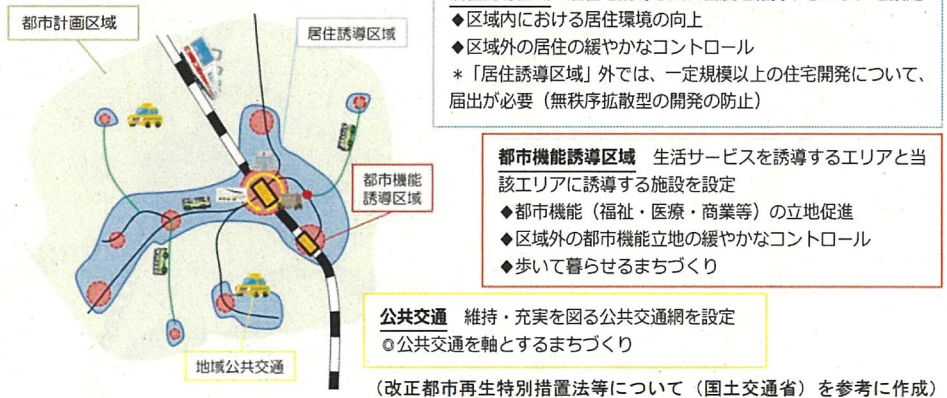 都市計画区域
居住誘導区域
◆区域内における居住環境の向上
◆区域外の居住の緩やかなコントロール
＊「居住誘導区域」外では、一定規模以上の住宅開発について、
届出が必要（無秩序拡散型の開発の防止）
都市機能
誘導区域
都市機能誘導区域　生活サービスを誘導するエリアと当
該エリアに誘導する施設を設定
◆都市機能（福祉・医療・商業等）の立地促進
◆区域外の都市機能立地の緩やかなコントロール
◆歩いて暮らせるまちづくり
公共交通　維持・充実を図る公共交通網を設定
◎公共交通を軸とするまちづくり
地域公共交通
（改正都市再生特別措置法等について（国土交通省）を参考に作成）